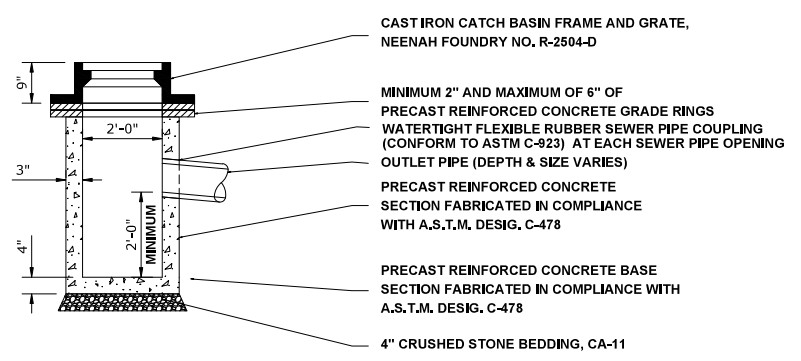 CAST IRON CATCH BASIN FRAME AND GRATE,
NEENAH FOUNDRY NO. R-2504-D
9"
MINIMUM 2" AND MAXIMUM OF 6" OF
PRECAST REINFORCED CONCRETE GRADE RINGS
2'-0"
WATERTIGHT FLEXIBLE RUBBER SEWER PIPE COUPLING
(CONFORM TO ASTM C-923) AT EACH SEWER PIPE OPENING
OUTLET PIPE (DEPTH & SIZE VARIES)
3"
PRECAST REINFORCED CONCRETE
SECTION FABRICATED IN COMPLIANCE
WITH A.S.T.M. DESIG. C-478
2'-0"
MINIMUM
4"
PRECAST REINFORCED CONCRETE BASE
SECTION FABRICATED IN COMPLIANCE WITH
A.S.T.M. DESIG. C-478
4" CRUSHED STONE BEDDING, CA-11